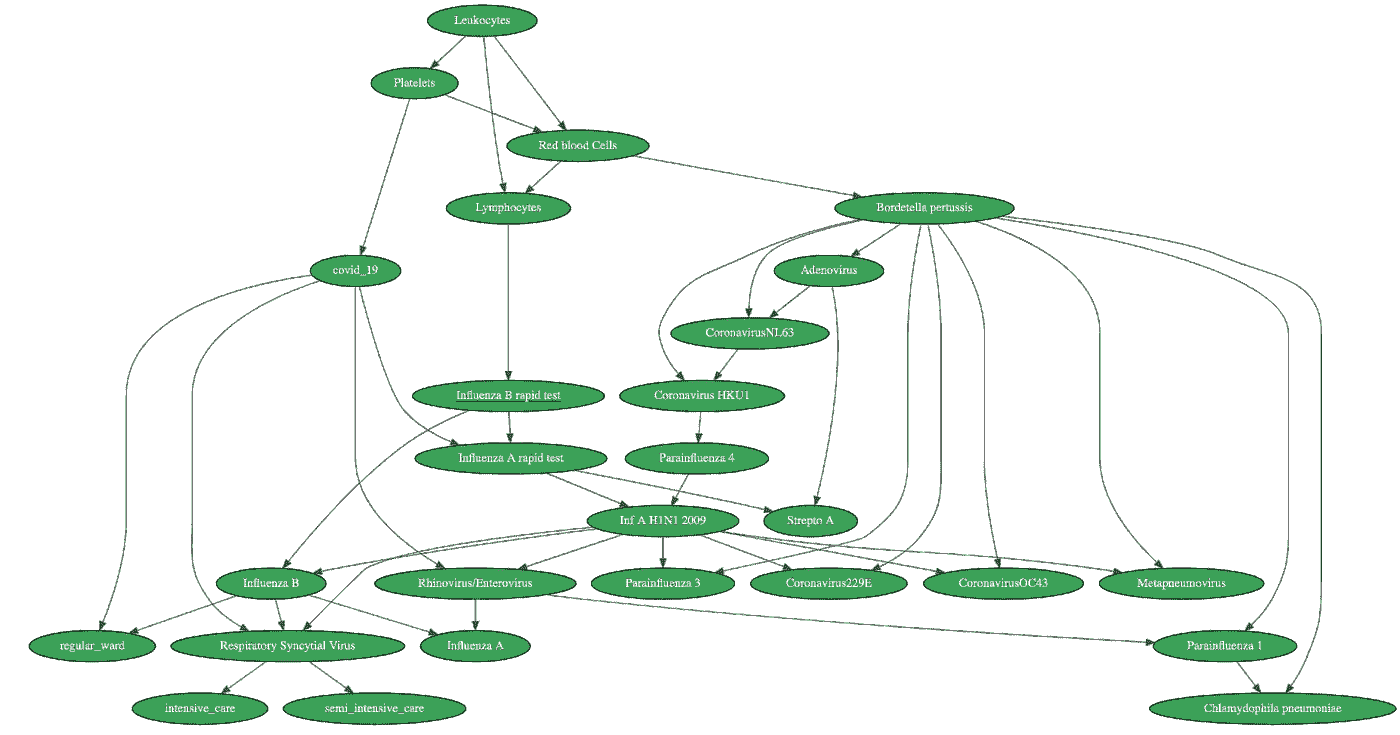 Leukocytes
Platelets
Red blood Cells
Lymphocytes
Bordetella pertussis
covid_19
Adenovirus
CoronavirusNL63
Influenza B rapid test
Coronavirus HKU1
Influenza A rapid test
Parainfluenza 4
Inf A H1N1 2009
Strepto A
Influenza B
Rhinovirus/Enterovirus
Parainfluenza 3
Coronavirus229E
CoronavirusOC43
Metapneumovirus
regular_ward
Respiratory Syncytial Virus
Influenza A
Parainfluenza 1
intensive_care
semi_intensive_care
Chlamydophila pneumoniae